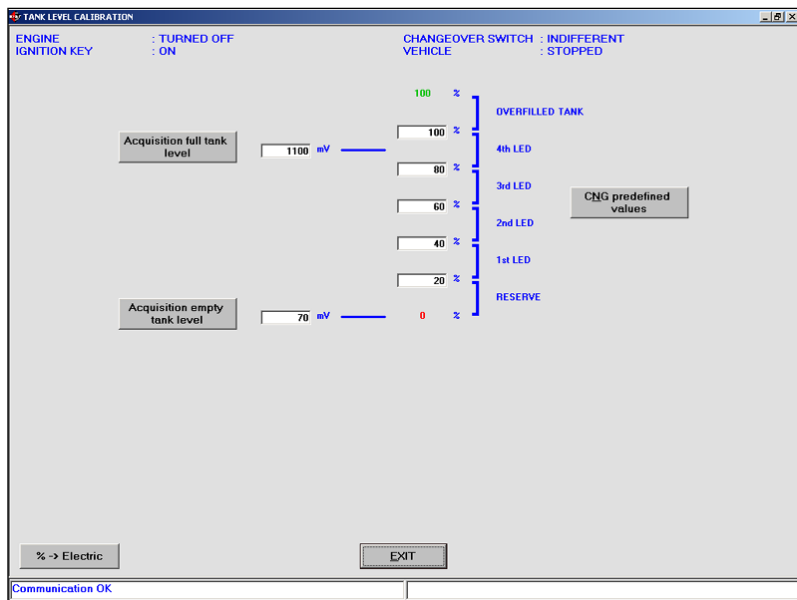 TANK LEVEL CALIBRATION
ENGINE : TURNED OFF CHANGEOVER SWITCH : INDIFFERENT
IGNITION KEY : ON VEHICLE : STOPPED
100 %
OVERFILLED TANK
100 %
Acquisition full tank
level
1100 mV
4th LED
80 %
3rd LED
CNG predefined
values
60 %
2nd LED
40 %
1st LED
20 %
RESERVE
Acquisition empty
tank level
70 mV
0 %
% -> Electric
EXIT
Communication OK